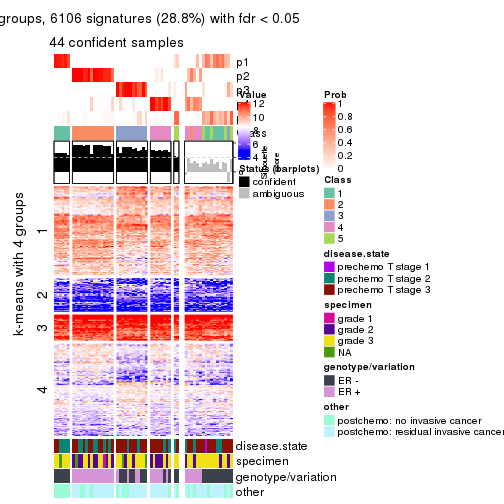 groups, 6106 signatures (28.8%) with fdr < 0.05
44 confident samples
p1
p2
p3
Value
12
10
8
6
4
Silhouette
score
Status (barplots)
confident
ambiguous
Prob
1
0.8
0.6
0.4
0.2
0
Class
1
2
3
4
5
disease.state
prechemo T stage 1
prechemo T stage 2
prechemo T stage 3
specimen
grade 1
grade 2
grade 3
NA
genotype/variation
ER -
ER +
other
postchemo: no invasive cancer
postchemo: residual invasive cancer
k-means with 4 groups
1
2
3
4
disease.state
specimen
genotype/variation
other